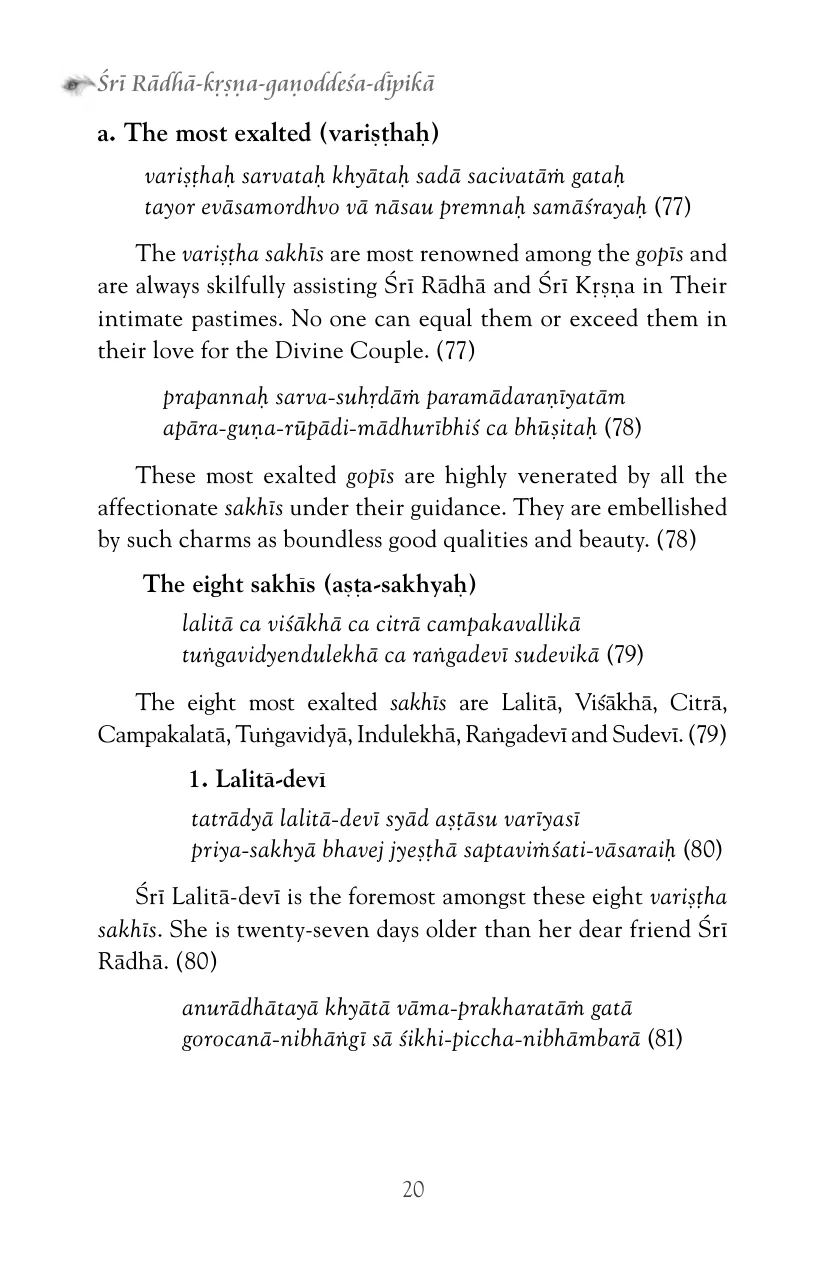 Śrī Rādhā-kṛṣṇa-gaṇoddeśa-dīpikā
a. The most exalted (variṣṭhaḥ)
variṣṭhaḥ sarvataḥ khyātaḥ sadā sacivatāṁ gataḥ
tayor evāsamordhvo vā nāsau premnaḥ samāśrayaḥ (77)
The variṣṭha sakhīs are most renowned among the gopīs and
are always skilfully assisting Śrī Rādhā and Śrī Kṛṣṇa in Their
intimate pastimes. No one can equal them or exceed them in
their love for the Divine Couple. (77)
prapannaḥ sarva-suhṛdāṁ paramādaraṇīyatām
apāra-guṇa-rūpādi-mādhurībhiś ca bhūṣitaḥ (78)
These most exalted gopīs are highly venerated by all the
affectionate sakhīs under their guidance. They are embellished
by such charms as boundless good qualities and beauty. (78)
The eight sakhīs (aṣṭa-sakhyaḥ)
lalitā ca viśākhā ca citrā campakavallikā
tuṅgavidyendulekhā ca raṅgadevī sudevikā (79)
The eight most exalted sakhīs are Lalitā, Viśākhā, Citrā,
Campakalatā, Tuṅgavidyā, Indulekhā, Raṅgadevī and Sudevī. (79)
1. Lalitā-devī
tatrādyā lalitā-devī syād aṣṭāsu varīyasī
priya-sakhyā bhavej jyeṣṭhā saptaviṁśati-vāsaraiḥ (80)
Śrī Lalitā-devī is the foremost amongst these eight variṣṭha
sakhīs. She is twenty-seven days older than her dear friend Śrī
Rādhā. (80)
anurādhātayā khyātā vāma-prakharatāṁ gatā
gorocanā-nibhāṅgī sā śikhi-piccha-nibhāmbarā (81)
20